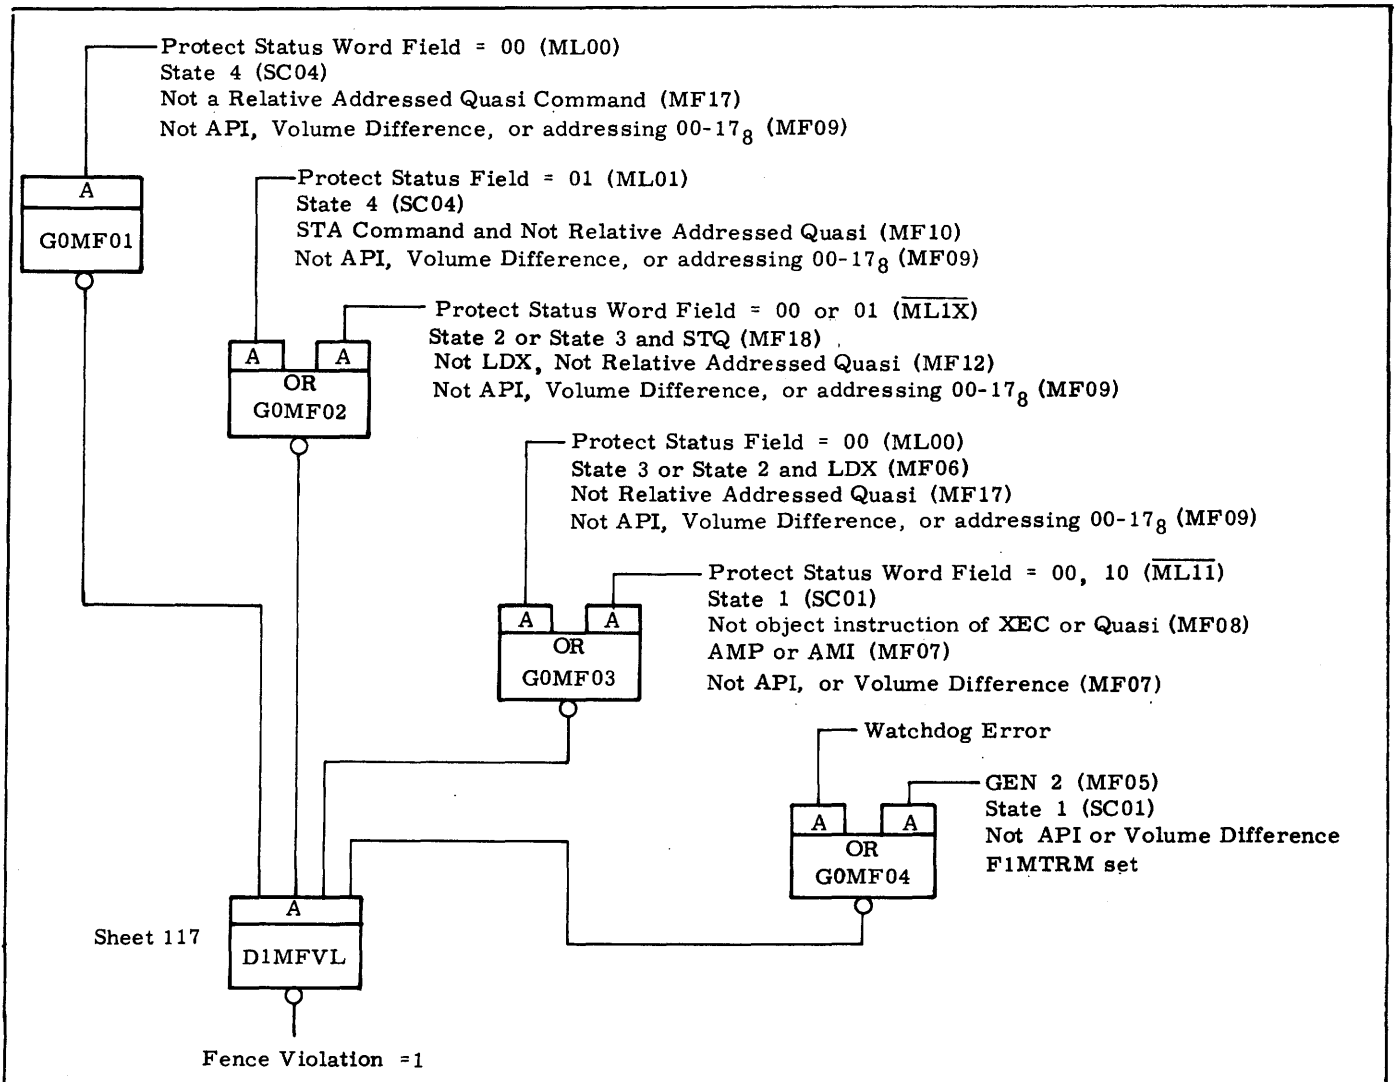 Protect Status Word Field = 00 (ML00)
State 4 (SC04)
Not a Relative Addressed Quasi Command (MF17)
Not API, Volume Difference, or addressing 00-17₈ (MF09)
A
G0MF01
Protect Status Field = 01 (ML01)
State 4 (SC04)
STA Command and Not Relative Addressed Quasi (MF10)
Not API, Volume Difference, or addressing 00-17₈ (MF09)
Protect Status Word Field = 00 or 01 (M̅L̅1̅X̅)
State 2 or State 3 and STQ (MF18)
Not LDX, Not Relative Addressed Quasi (MF12)
Not API, Volume Difference, or addressing 00-17₈ (MF09)
A A
OR
G0MF02
Protect Status Field = 00 (ML00)
State 3 or State 2 and LDX (MF06)
Not Relative Addressed Quasi (MF17)
Not API, Volume Difference, or addressing 00-17₈ (MF09)
Protect Status Word Field = 00, 10 (M̅L̅1̅1̅)
State 1 (SC01)
Not object instruction of XEC or Quasi (MF08)
AMP or AMI (MF07)
Not API, or Volume Difference (MF07)
A A
OR
G0MF03
Watchdog Error
GEN 2 (MF05)
State 1 (SC01)
Not API or Volume Difference
F1MTRM set
A A
OR
G0MF04
A
Sheet 117
D1MFVL
Fence Violation =1